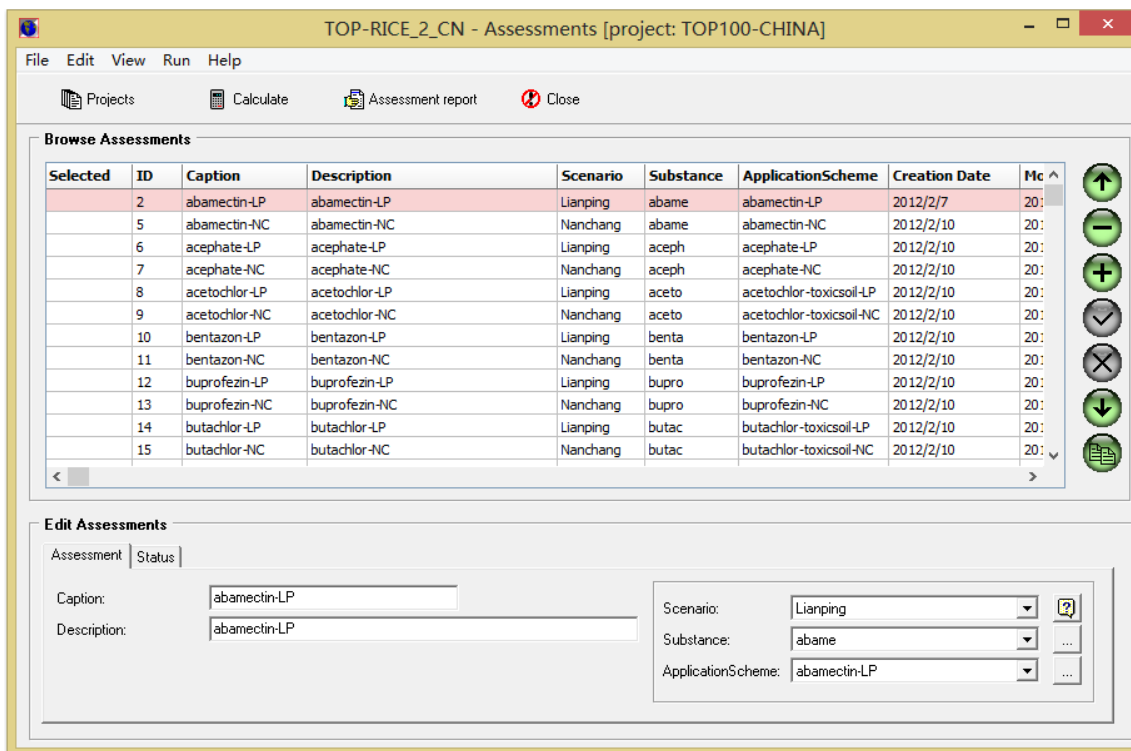 TOP-RICE_2_CN - Assessments [project: TOP100-CHINA]
File Edit View Run Help
Projects Calculate Assessment report Close
Browse Assessments
Selected ID Caption Description Scenario Substance ApplicationScheme Creation Date
2 abamectin-LP abamectin-LP Lianping abame abamectin-LP 2012/2/7
5 abamectin-NC abamectin-NC Nanchang abame abamectin-NC 2012/2/10
6 acephate-LP acephate-LP Lianping aceph acephate-LP 2012/2/10
7 acephate-NC acephate-NC Nanchang aceph acephate-NC 2012/2/10
8 acetochlor-LP acetochlor-LP Lianping aceto acetochlor-toxicsoil-LP 2012/2/10
9 acetochlor-NC acetochlor-NC Nanchang aceto acetochlor-toxicsoil-NC 2012/2/10
10 bentazon-LP bentazon-LP Lianping benta bentazon-LP 2012/2/10
11 bentazon-NC bentazon-NC Nanchang benta bentazon-NC 2012/2/10
12 buprofezin-LP buprofezin-LP Lianping bupro buprofezin-LP 2012/2/10
13 buprofezin-NC buprofezin-NC Nanchang bupro buprofezin-NC 2012/2/10
14 butachlor-LP butachlor-LP Lianping butac butachlor-toxicsoil-LP 2012/2/10
15 butachlor-NC butachlor-NC Nanchang butac butachlor-toxicsoil-NC 2012/2/10
Edit Assessments
Assessment Status
Caption: abamectin-LP
Description: abamectin-LP
Scenario: Lianping
Substance: abame ...
ApplicationScheme: abamectin-LP ...